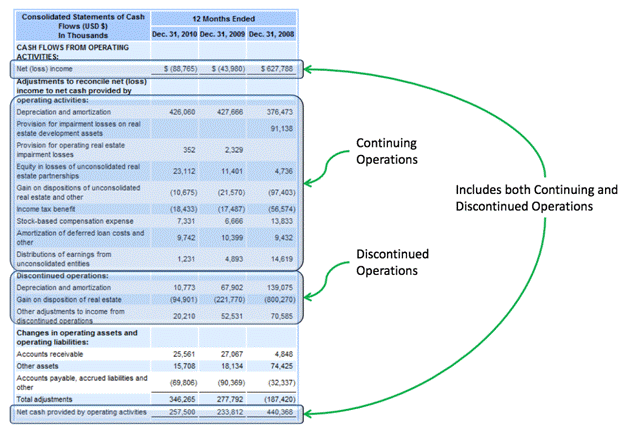 Consolidated Statements of Cash
Flows (USD $)
In Thousands
12 Months Ended
Dec. 31, 2010 Dec. 31, 2009 Dec. 31, 2008
CASH FLOWS FROM OPERATING
ACTIVITIES:
Net (loss) income $ (88,765) $ (43,980) $ 627,788
Adjustments to reconcile net (loss)
income to net cash provided by
operating activities:
Depreciation and amortization 426,060 427,666 376,473
Provision for impairment losses on real
estate development assets 91,138
Provision for operating real estate
impairment losses 352 2,329
Equity in losses of unconsolidated real
estate partnerships 23,112 11,401 4,736
Gain on dispositions of unconsolidated
real estate and other (10,675) (21,570) (97,403)
Income tax benefit (18,433) (17,487) (56,574)
Stock-based compensation expense 7,331 6,666 13,833
Amortization of deferred loan costs and
other 9,742 10,399 9,432
Distributions of earnings from
unconsolidated entities 1,231 4,893 14,619
Discontinued operations:
Depreciation and amortization 10,773 67,902 139,075
Gain on disposition of real estate (94,901) (221,770) (800,270)
Other adjustments to income from
discontinued operations 20,210 52,531 70,585
Changes in operating assets and
operating liabilities:
Accounts receivable 25,561 27,067 4,848
Other assets 15,708 18,134 74,425
Accounts payable, accrued liabilities and
other (69,806) (90,369) (32,337)
Total adjustments 346,265 277,792 (187,420)
Net cash provided by operating activities 257,500 233,812 440,368
Continuing
Operations
Discontinued
Operations
Includes both Continuing and
Discontinued Operations